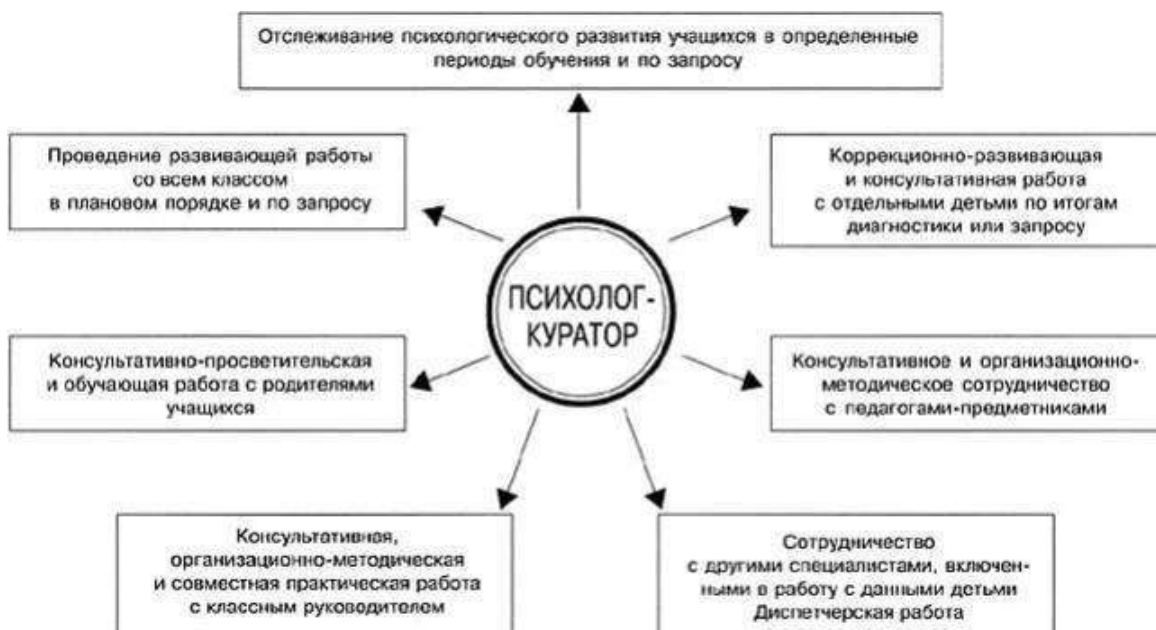 Отслеживание психологического развития учащихся в определенные
периоды обучения и по запросу
Проведение развивающей работы
со всем классом
в плановом порядке и по запросу
Коррекционно-развивающая
и консультативная работа
с отдельными детьми по итогам
диагностики или запросу
ПСИХОЛОГ-
КУРАТОР
Консультативно-просветительская
и обучающая работа с родителями
учащихся
Консультативное и организационно-
методическое сотрудничество
с педагогами-предметниками
Консультативная,
организационно-методическая
и совместная практическая работа
с классным руководителем
Сотрудничество
с другими специалистами, включен-
ными в работу с данными детьми
Диспетчерская работа